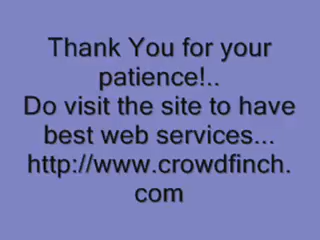 Thank You for your
patience!..
Do visit the site to have
best web services...
http://www.crowdfinch.
com